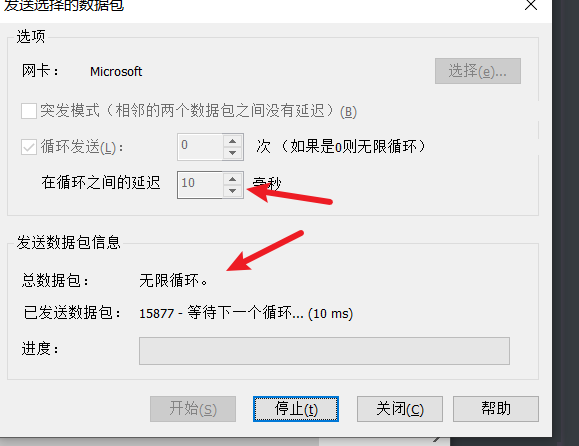 发送选择的数据包
选项
网卡： Microsoft 选择(e)...
突发模式（相邻的两个数据包之间没有延迟）(B)
循环发送(L)： 0 次 （如果是0则无限循环）
在循环之间的延迟 10 毫秒
发送数据包信息
总数据包： 无限循环。
已发送数据包： 15877 - 等待下一个循环... (10 ms)
进度：
开始(S) 停止(t) 关闭(C) 帮助